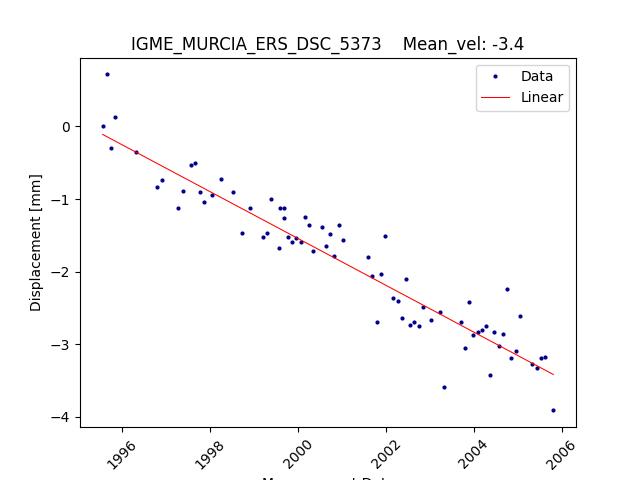 IGME_MURCIA_ERS_DSC_5373    Mean_vel: -3.4
Data
Linear
Displacement [mm]
0
−1
−2
−3
−4
1996
1998
2000
2002
2004
2006